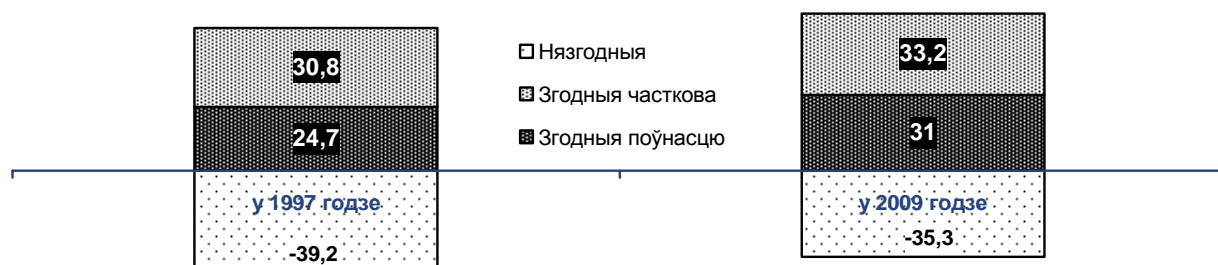 30,8
24,7
у 1997 годзе
-39,2
Нязгодныя
Згодныя часткова
Згодныя поўнасцю
33,2
31
у 2009 годзе
-35,3